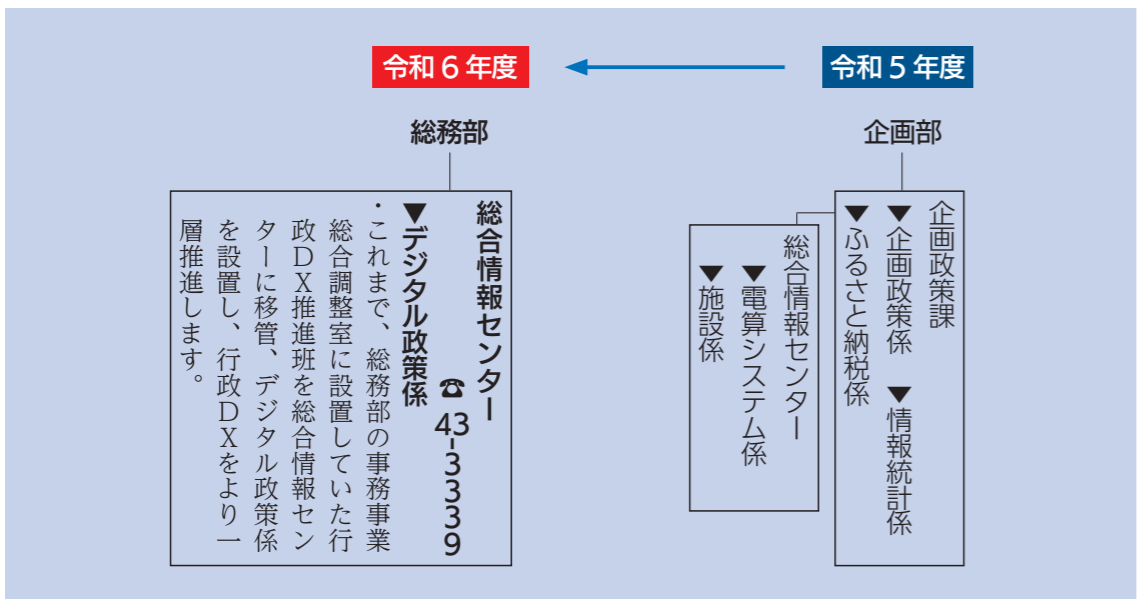 令和5年度
企画部
企画政策課
▼企画政策係 ▼情報統計係
▼ふるさと納税係
総合情報センター
▼電算システム係
▼施設係
令和6年度
総務部
総合情報センター
☎43-3339
▼デジタル政策係
・これまで、総務部の事務事業
総合調整室に設置していた行
政DX推進班を総合情報セン
ターに移管、デジタル政策係
を設置し、行政DXをより一
層推進します。